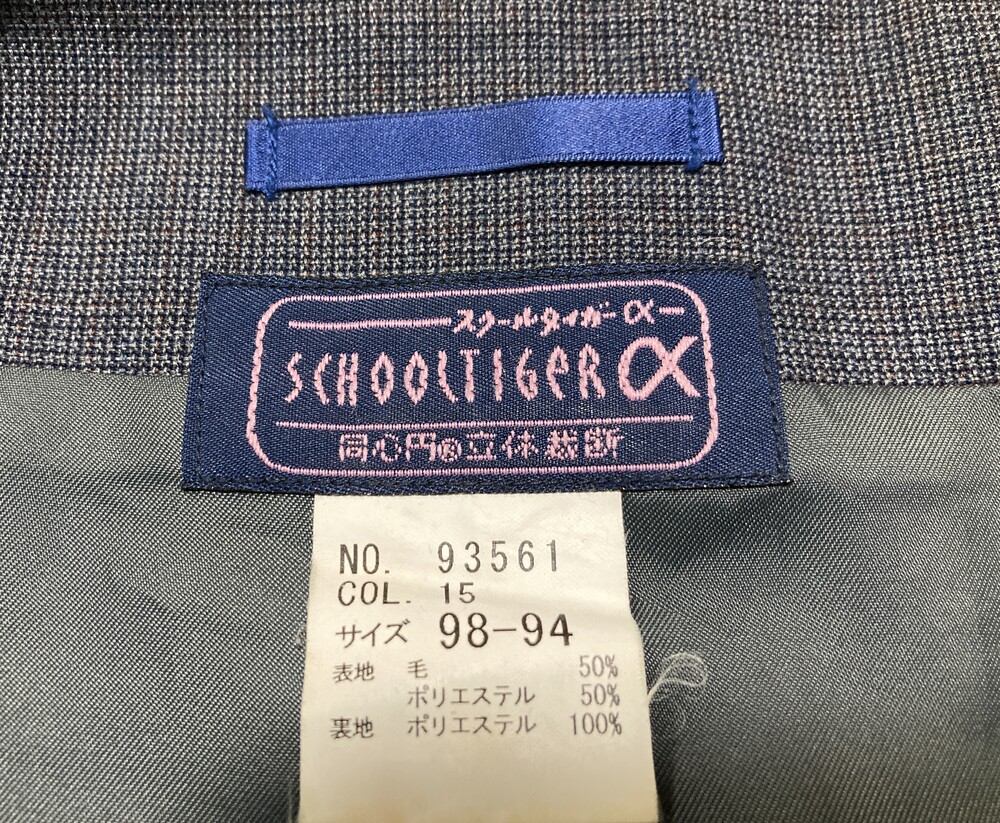 スクールタイガーα
SCHOOLTIGER α
同心円の立体裁断
NO. 93561
COL. 15
サイズ 98-94
表地 毛 50%
ポリエステル 50%
裏地 ポリエステル 100%